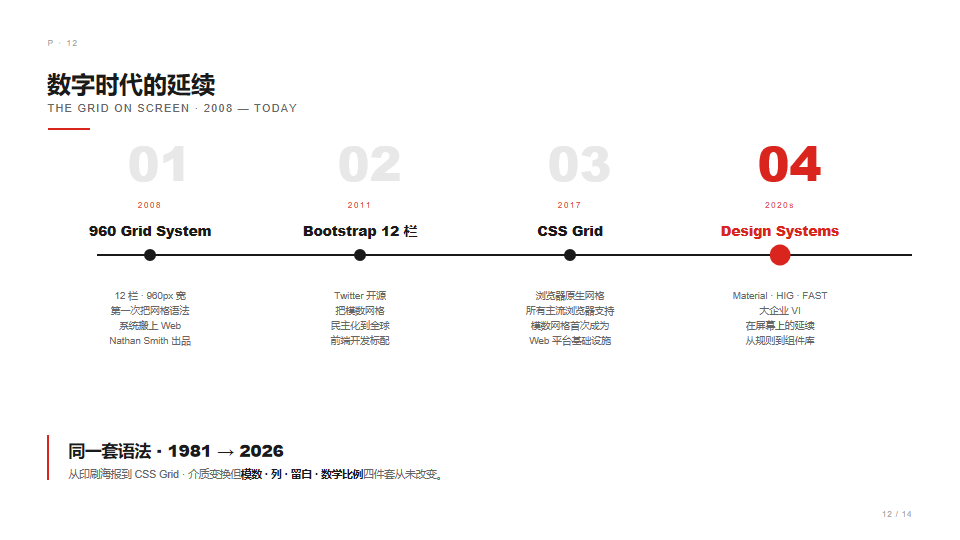 P · 12
数字时代的延续
THE GRID ON SCREEN · 2008 — TODAY
01
2008
960 Grid System
12 栏 · 960px 宽
第一次把网格语法
系统搬上 Web
Nathan Smith 出品
02
2011
Bootstrap 12 栏
Twitter 开源
把模数网格
民主化到全球
前端开发标配
03
2017
CSS Grid
浏览器原生网格
所有主流浏览器支持
模数网格首次成为
Web 平台基础设施
04
2020s
Design Systems
Material · HIG · FAST
大企业 VI
在屏幕上的延续
从规则到组件库
同一套语法 · 1981 → 2026
从印刷海报到 CSS Grid · 介质变换但模数 · 列 · 留白 · 数学比例四件套从未改变。
12 / 14